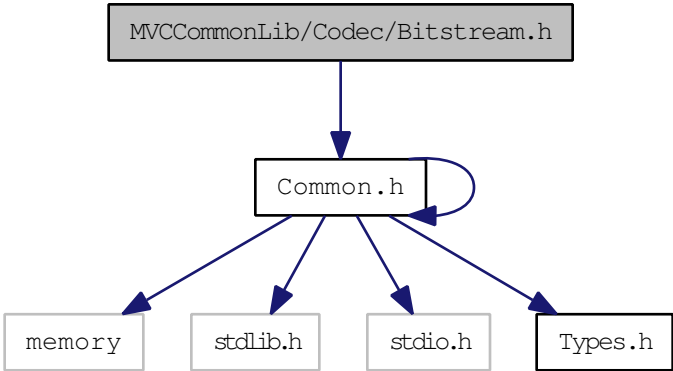 MVCCommonLib/Codec/Bitstream.h
Common.h
memory
stdlib.h
stdio.h
Types.h